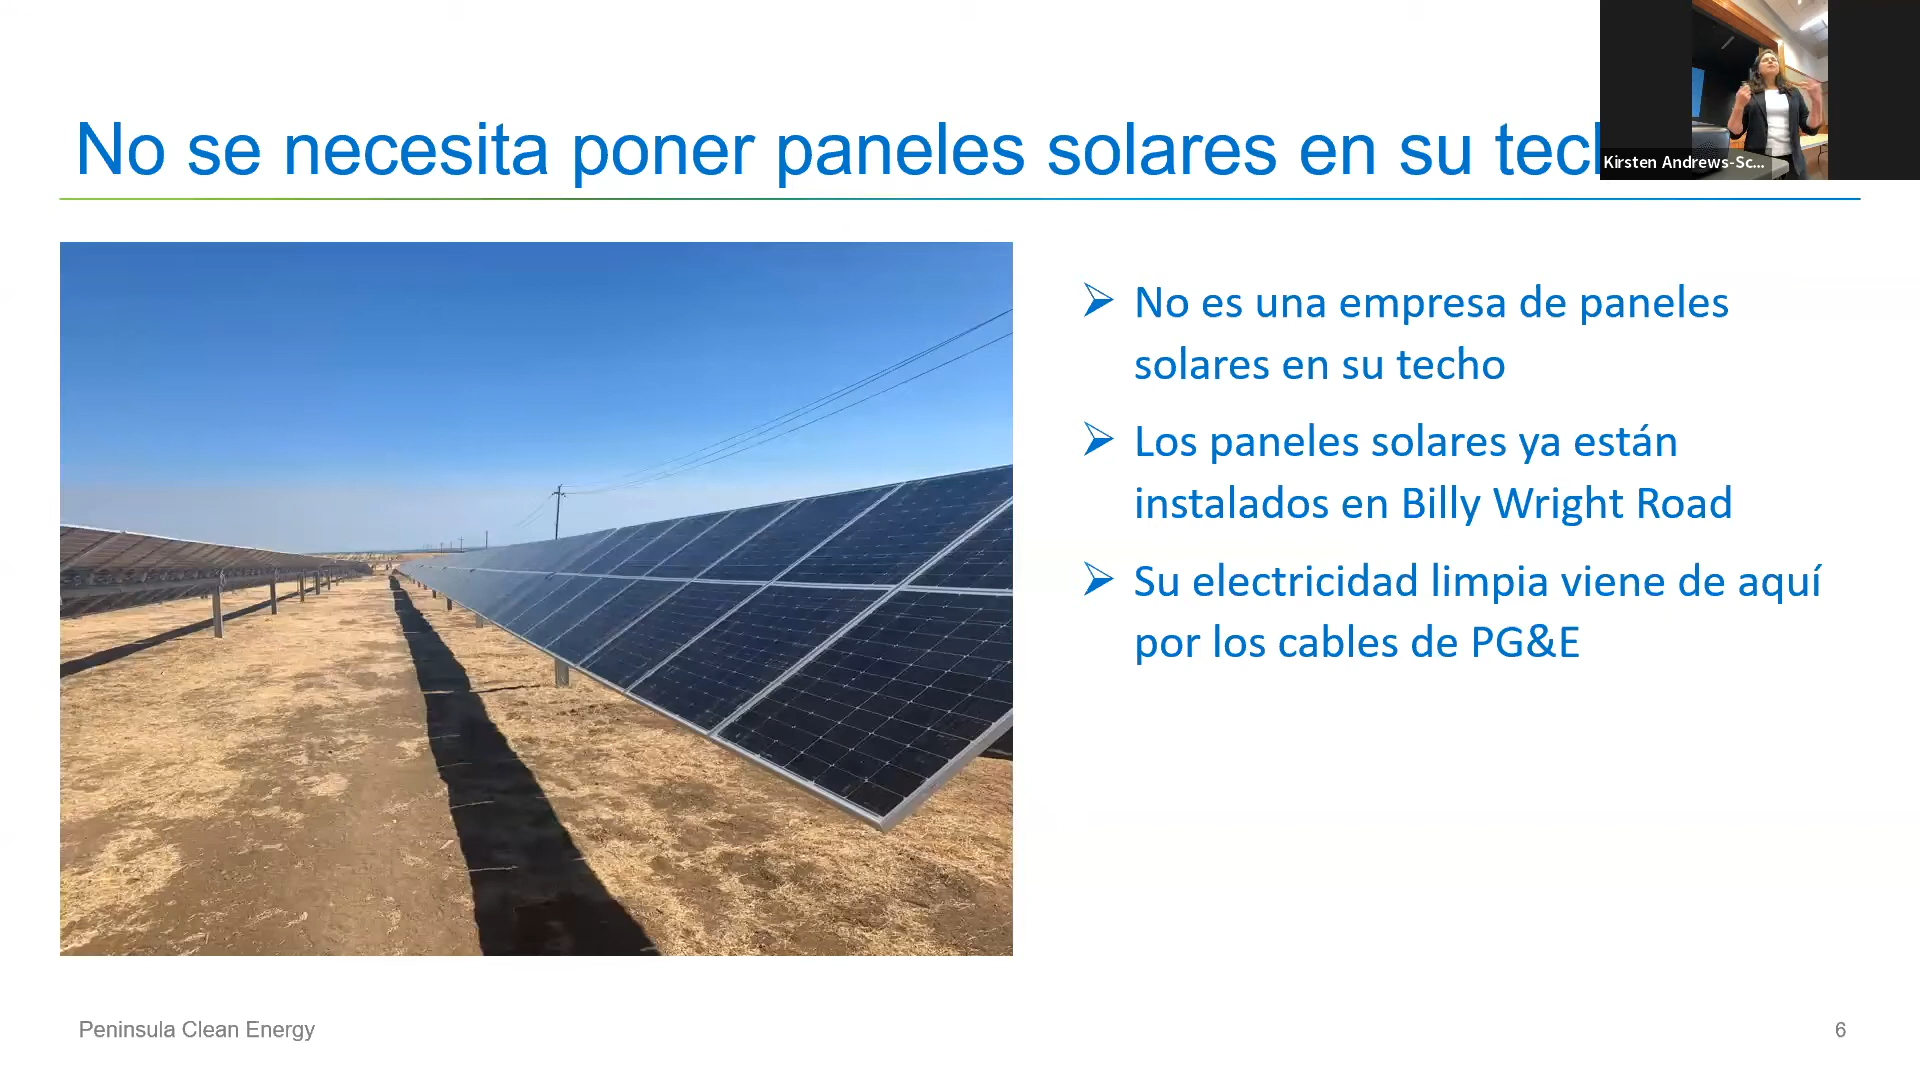 No se necesita poner paneles solares en su
Kirsten Andrews-Sc...
No es una empresa de paneles
solares en su techo
Los paneles solares ya están
instalados en Billy Wright Road
Su electricidad limpia viene de aquí
por los cables de PG&E
Peninsula Clean Energy
6